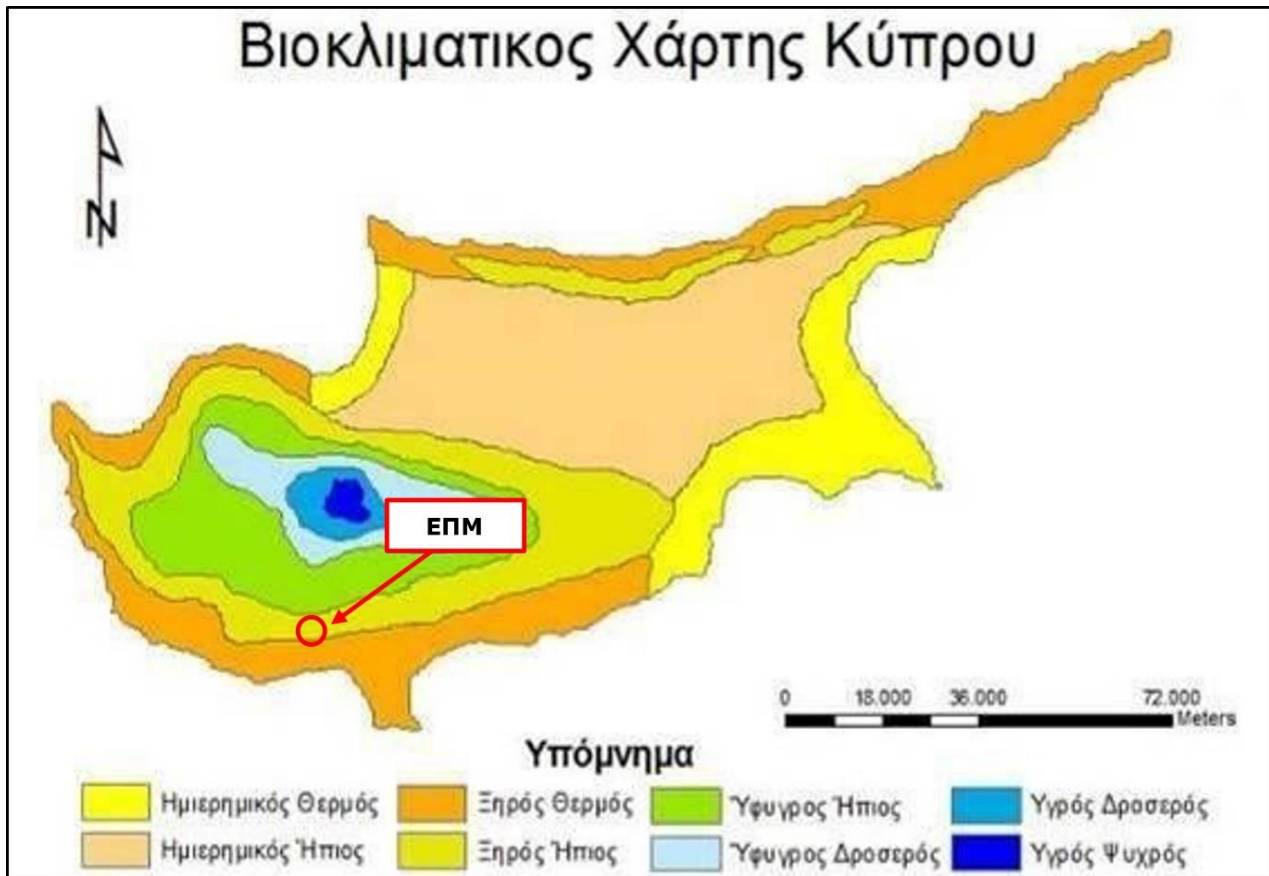 Βιοκλιματικος Χάρτης Κύπρου
N
ΕΠΜ
0 18.000 36.000 72.000
Meters
Υπόμνημα
Ημιερημικός Θερμός Ξηρός Θερμός Ύφυγρος Ήπιος Υγρός Δροσερός
Ημιερημικός Ήπιος Ξηρός Ήπιος Ύφυγρος Δροσερός Υγρός Ψυχρός